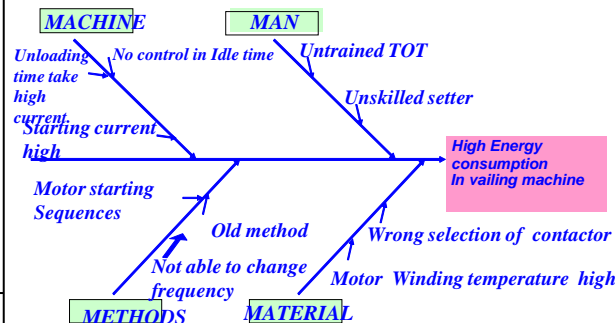 MACHINE
MAN
Unloading
time take
high
current.
No control in Idle time
Untrained TOT
Unskilled setter
Starting current
high
High Energy
consumption
In vailing machine
Motor starting
Sequences
Old method
Not able to change
frequency
Wrong selection of contactor
Motor Winding temperature high
METHODS
MATERIAL